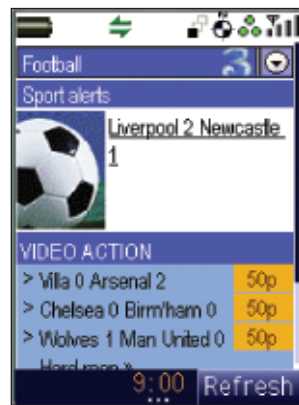 Football 3
Sport alerts
Liverpool 2 Newcastle
1
VIDEO ACTION
> Villa 0 Arsenal 2 50p
> Chelsea 0 Birm'ham 0 50p
> Wolves 1 Man United 0 50p
9:00 Refresh